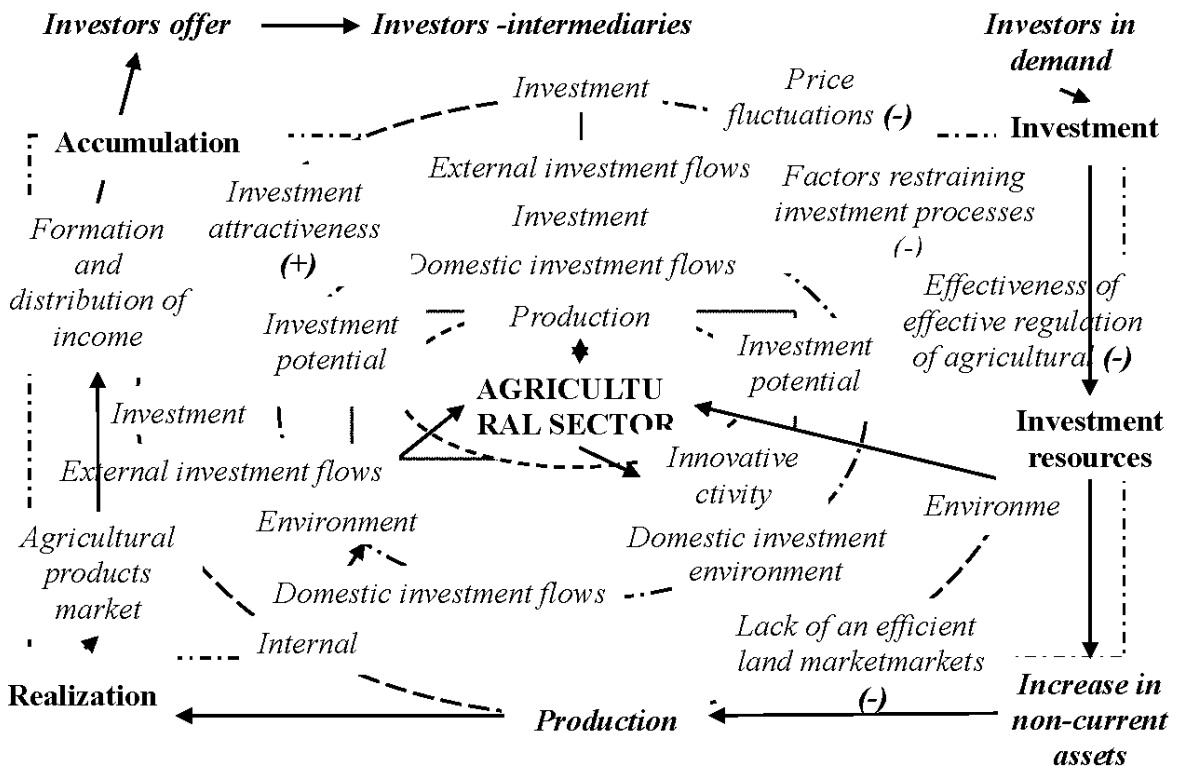 Investors offer
Investors -intermediaries
Investors in
demand
Investment
Price
fluctuations (-)
Accumulation
Investment
External investment flows
Investment
attractiveness
(+)
Factors restraining
investment processes
(-)
Formation
and
distribution of
income
Investment
Domestic investment flows
Effectiveness of
effective regulation
of agricultural (-)
Investment
potential
Production
Investment
potential
AGRICULTU
RAL SECTOR
Investment
External investment flows
Investment
resources
Innovative
ctivity
Environment
Environme
Agricultural
products
market
Domestic investment
environment
Domestic investment flows
Internal
Lack of an efficient
land marketmarkets
(-)
Realization
Production
Increase in
non-current
assets